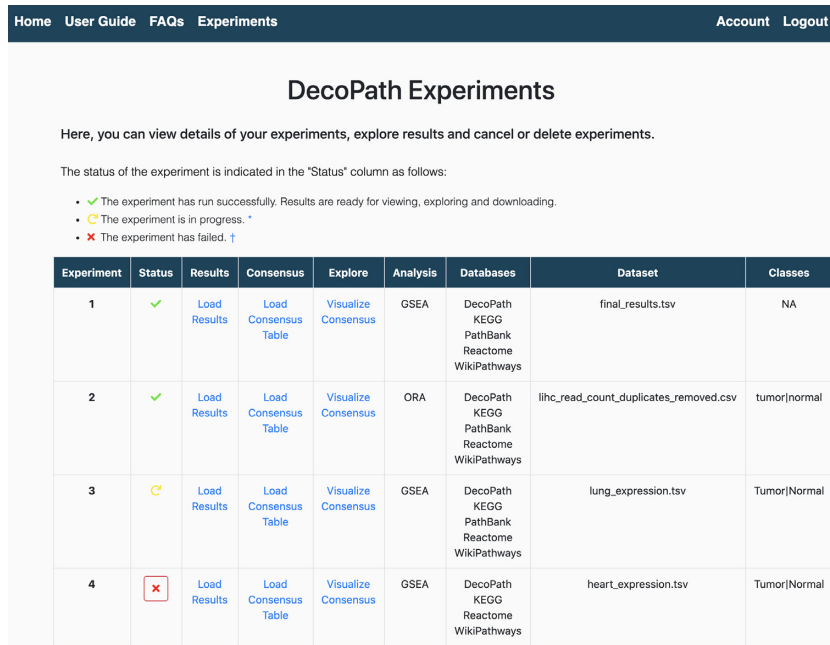 Home User Guide FAQs Experiments Account Logout
DecoPath Experiments
Here, you can view details of your experiments, explore results and cancel or delete experiments.
The status of the experiment is indicated in the "Status" column as follows:
• ✔ The experiment has run successfully. Results are ready for viewing, exploring and downloading.
• The experiment is in progress. *
• ✖ The experiment has failed. †
Experiment Status Results Consensus Explore Analysis Databases Dataset Classes
1 ✔ Load Load Visualize GSEA DecoPath final_results.tsv NA
Results Consensus Consensus KEGG
Table PathBank
Reactome
WikiPathways
2 ✔ Load Load Visualize ORA DecoPath lihc_read_count_duplicates_removed.csv tumor|normal
Results Consensus Consensus KEGG
Table PathBank
Reactome
WikiPathways
3 Load Load Visualize GSEA DecoPath lung_expression.tsv Tumor|Normal
Results Consensus Consensus KEGG
Table PathBank
Reactome
WikiPathways
4 ✖ Load Load Visualize GSEA DecoPath heart_expression.tsv Tumor|Normal
Results Consensus Consensus KEGG
Table Reactome
WikiPathways